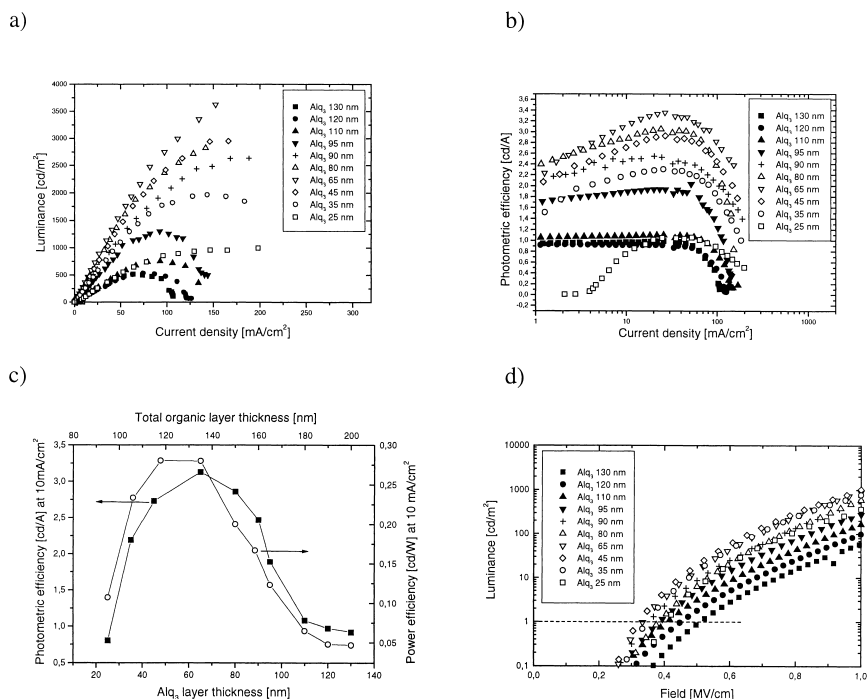 a)
4000
3500
3000
2500
2000
1500
1000
500
0
Luminance [cd/m²]
0 50 100 150 200 250 300
Current density [mA/cm²]
Alq₃ 130 nm
Alq₃ 120 nm
Alq₃ 110 nm
Alq₃ 95 nm
Alq₃ 90 nm
Alq₃ 80 nm
Alq₃ 65 nm
Alq₃ 45 nm
Alq₃ 35 nm
Alq₃ 25 nm
b)
3,6
3,4
3,2
3,0
2,8
2,6
2,4
2,2
2,0
1,8
1,6
1,4
1,2
1,0
0,8
0,6
0,4
0,2
0,0
-0,2
Photometric efficiency [cd/A]
1 10 100 1000
Current density [mA/cm²]
Alq₃ 130 nm
Alq₃ 120 nm
Alq₃ 110 nm
Alq₃ 95 nm
Alq₃ 90 nm
Alq₃ 80 nm
Alq₃ 65 nm
Alq₃ 45 nm
Alq₃ 35 nm
Alq₃ 25 nm
c)
Total organic layer thickness [nm]
80 100 120 140 160 180 200
3,5
3,0
2,5
2,0
1,5
1,0
0,5
Photometric efficiency [cd/A] at 10mA/cm²
0,30
0,25
0,20
0,15
0,10
0,05
Power efficiency [cd/W] at 10 mA/cm²
10 20 30 40 50 60 70 80 90 100 110 120 130 140
Alq₃ layer thickness [nm]
d)
10000
1000
100
10
1
0,1
Luminance [cd/m²]
0,0 0,2 0,4 0,6 0,8 1,0
Field [MV/cm]
Alq₃ 130 nm
Alq₃ 120 nm
Alq₃ 110 nm
Alq₃ 95 nm
Alq₃ 90 nm
Alq₃ 80 nm
Alq₃ 65 nm
Alq₃ 45 nm
Alq₃ 35 nm
Alq₃ 25 nm